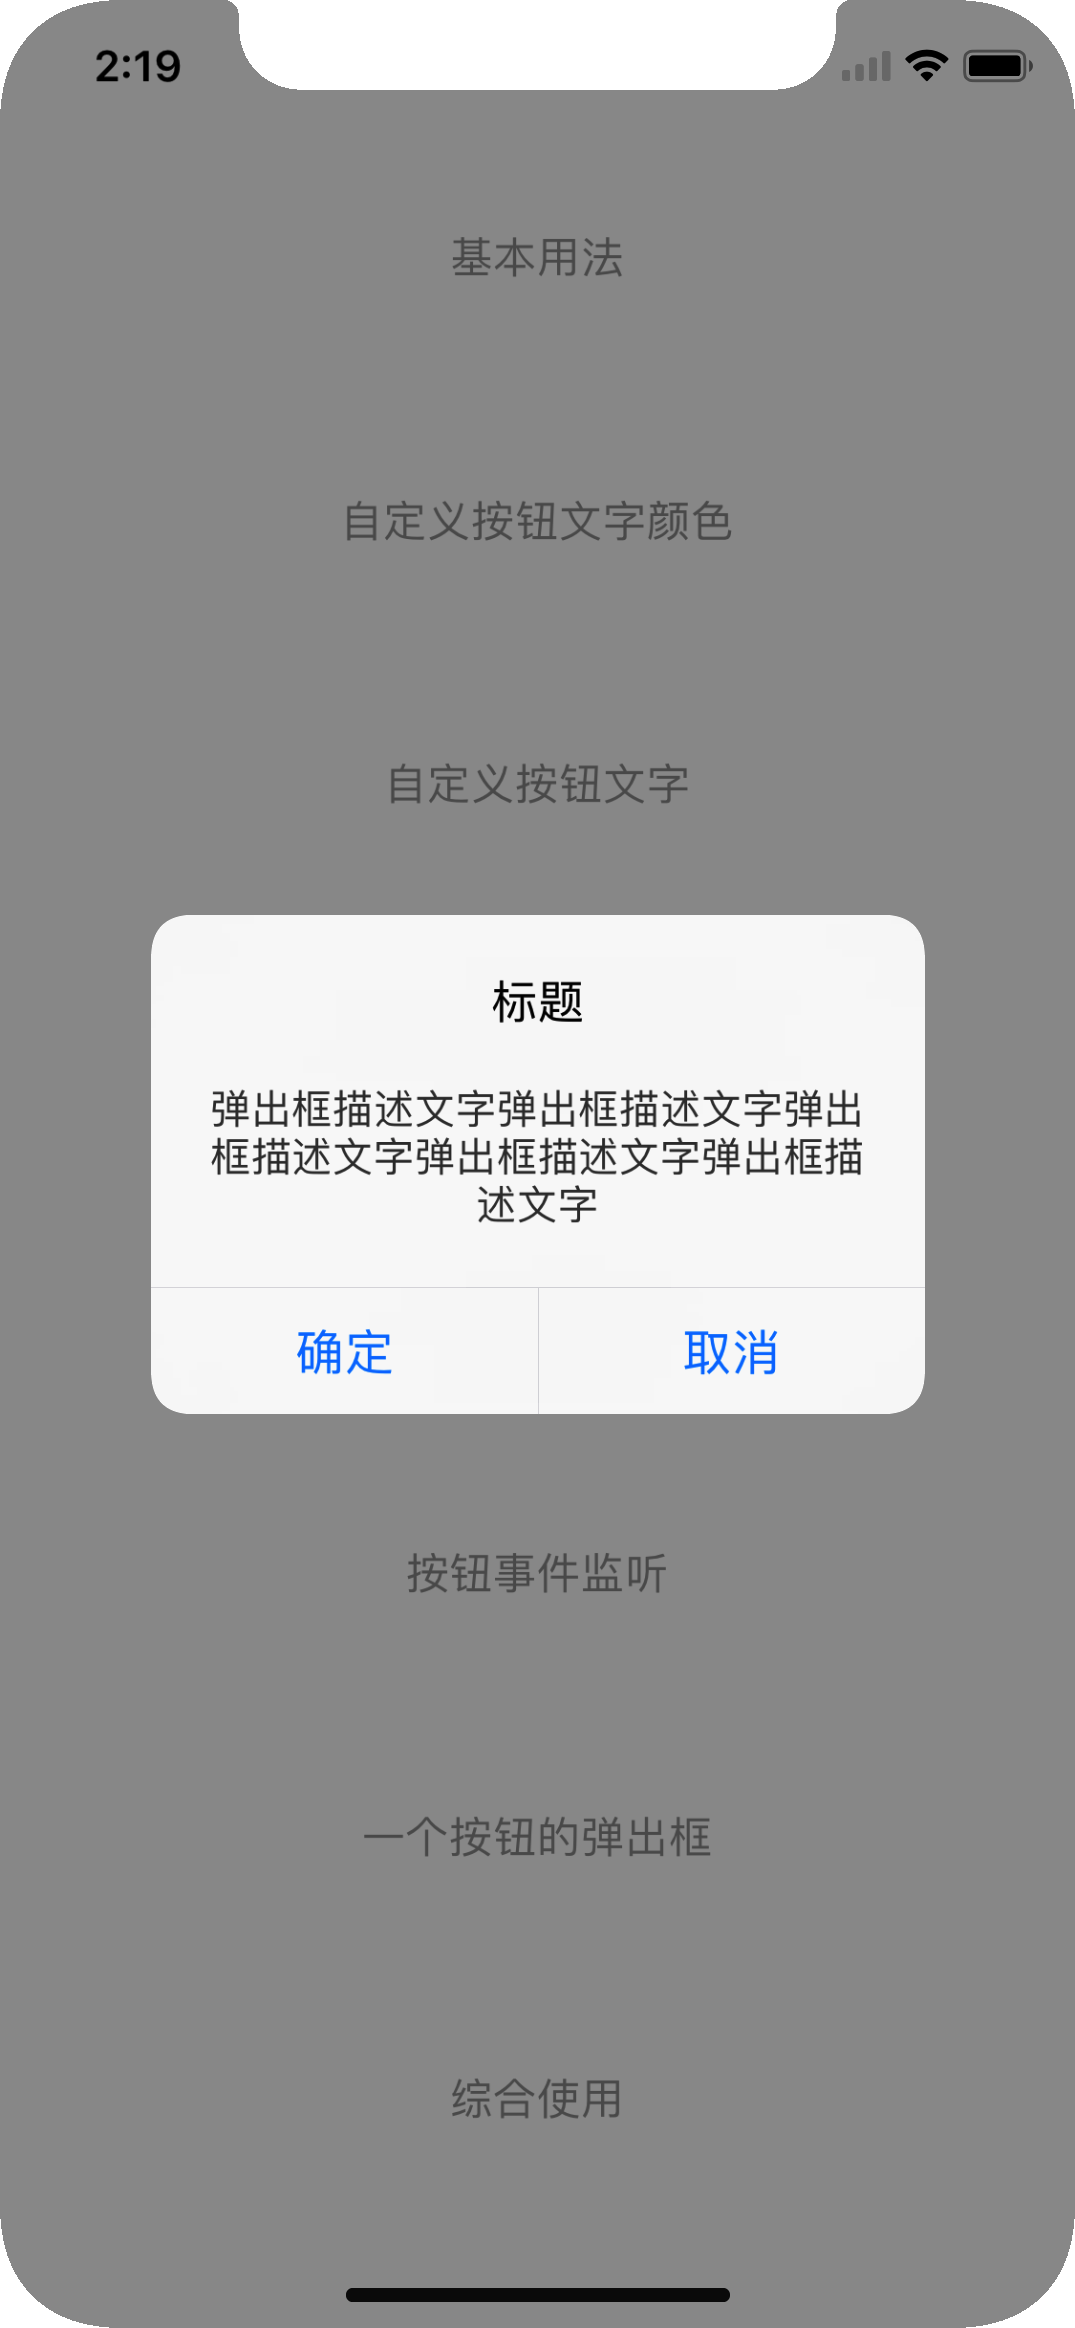 2:19
基本用法
自定义按钮文字颜色
自定义按钮文字
标题
弹出框描述文字弹出框描述文字弹出
框描述文字弹出框描述文字弹出框描
述文字
确定
取消
按钮事件监听
一个按钮的弹出框
综合使用